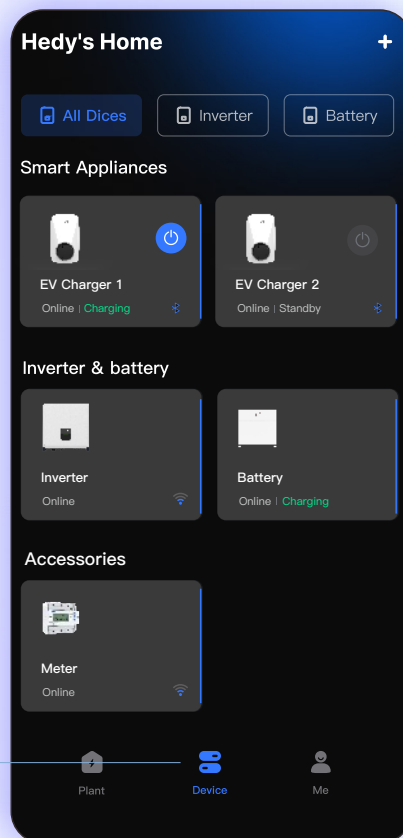 Hedy's Home
All Dices
Inverter
Battery
Smart Appliances
EV Charger 1
Online | Charging
EV Charger 2
Online | Standby
Inverter & battery
Inverter
Online
Battery
Online | Charging
Accessories
Meter
Online
Plant
Device
Me